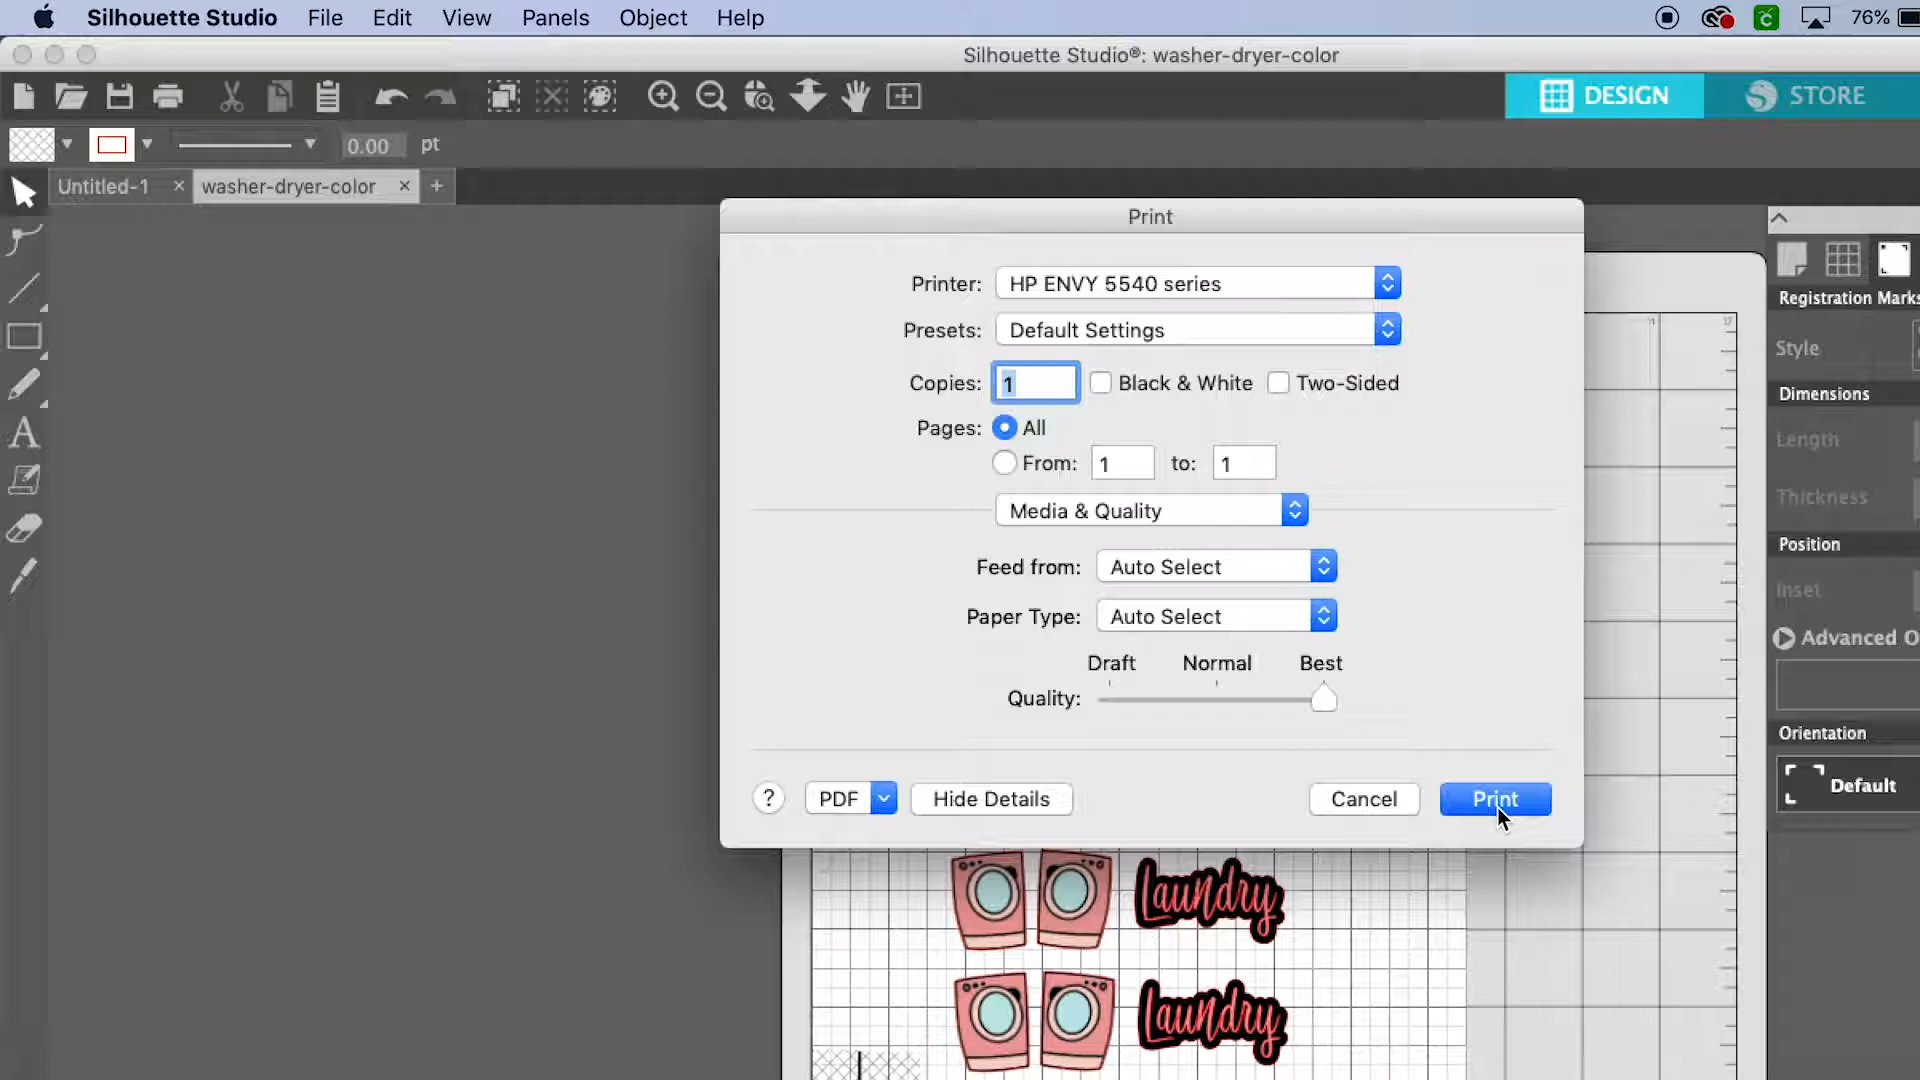 Silhouette Studio File Edit View Panels Object Help 76%
Silhouette Studio®: washer-dryer-color
DESIGN STORE
0.00 pt
Untitled-1 × washer-dryer-color × +
Print
Printer: HP ENVY 5540 series
Presets: Default Settings
Copies: 1 Black & White Two-Sided
Pages: All
From: 1 to: 1
Media & Quality
Feed from: Auto Select
Paper Type: Auto Select
Draft Normal Best
Quality:
? PDF Hide Details Cancel Print
Registration Marks
Style
Dimensions
Length
Thickness
Position
Inset
Advanced O
Orientation
Default
11 12
Laundry
Laundry